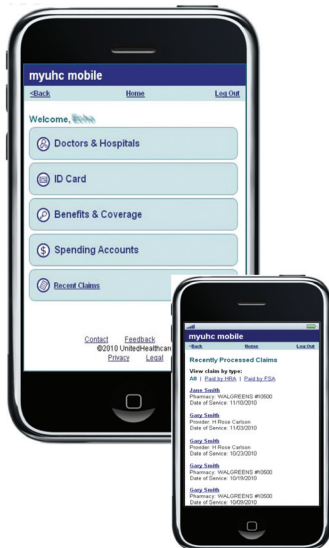 myuhc mobile
<Back Home Log Out
Welcome,
Doctors & Hospitals
ID Card
Benefits & Coverage
$ Spending Accounts
Recent Claims
Contact Feedback
©2010 UnitedHealthcar
Privacy Legal
myuhc mobile
<Back Home Log Out
Recently Processed Claims
View claim by type:
All | Paid by HRA | Paid by FSA
Jane Smith
Pharmacy: WALGREENS #10500
Date of Service: 11/10/2010
Gary Smith
Provider: H Rose Carlson
Date of Service: 11/03/2010
Gary Smith
Provider: H Rose Carlson
Date of Service: 10/23/2010
Gary Smith
Pharmacy: WALGREENS #10500
Date of Service: 10/19/2010
Gary Smith
Pharmacy: WALGREENS #10500
Date of Service: 10/09/2010